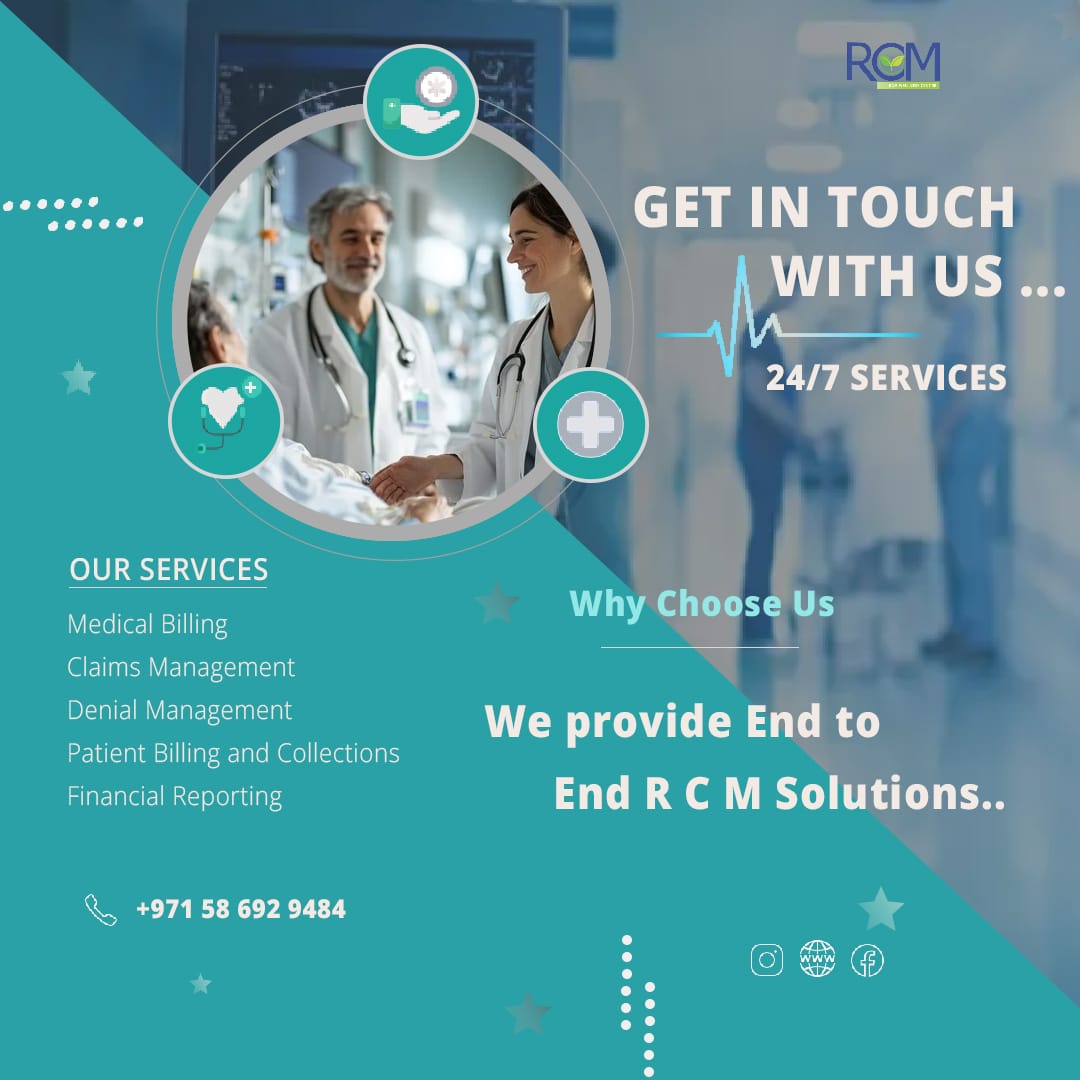 RCM
GET IN TOUCH
WITH US ...
24/7 SERVICES
OUR SERVICES
Medical Billing
Claims Management
Denial Management
Patient Billing and Collections
Financial Reporting
Why Choose Us
We provide End to
End R C M Solutions..
+971 58 692 9484
www